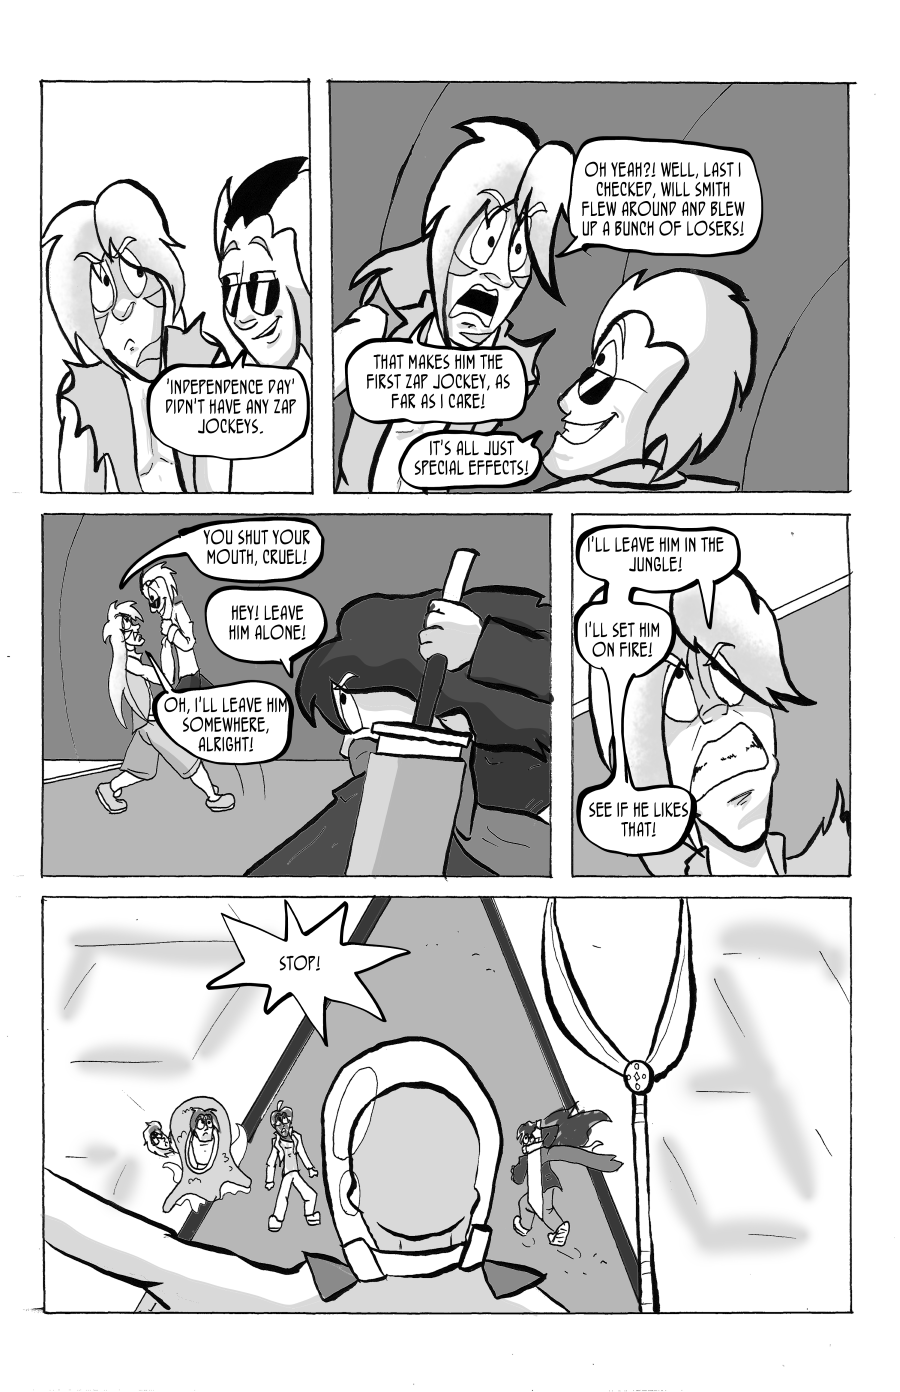 'INDEPENDENCE DAY'
DIDN'T HAVE ANY ZAP
JOCKEYS.
OH YEAH?! WELL, LAST I
CHECKED, WILL SMITH
FLEW AROUND AND BLEW
UP A BUNCH OF LOSERS!
THAT MAKES HIM THE
FIRST ZAP JOCKEY, AS
FAR AS I CARE!
IT'S ALL JUST
SPECIAL EFFECTS!
YOU SHUT YOUR
MOUTH, CRUEL!
HEY! LEAVE
HIM ALONE!
OH, I'LL LEAVE HIM
SOMEWHERE,
ALRIGHT!
I'LL LEAVE HIM IN THE
JUNGLE!
I'LL SET HIM
ON FIRE!
SEE IF HE LIKES
THAT!
STOP!